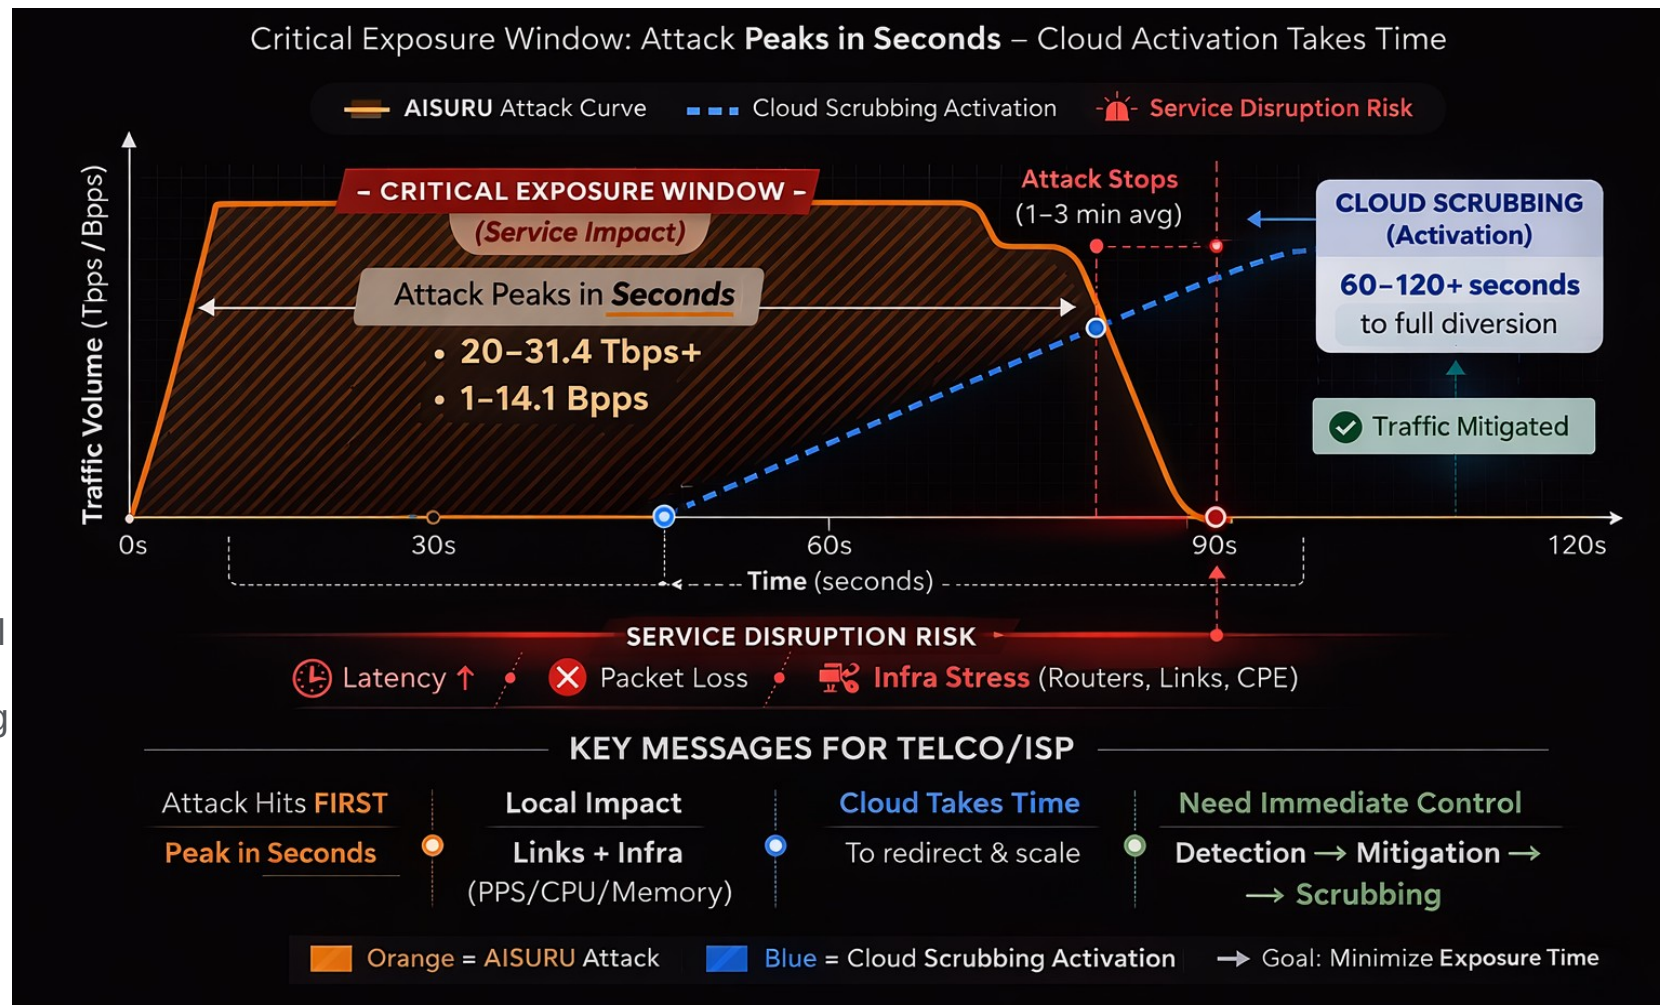 Critical Exposure Window: Attack Peaks in Seconds – Cloud Activation Takes Time
AISURU Attack Curve
Cloud Scrubbing Activation
Service Disruption Risk
Traffic Volume (Tpps / Bpps)
– CRITICAL EXPOSURE WINDOW –
(Service Impact)
Attack Peaks in Seconds
• 20–31.4 Tbps+
• 1–14.1 Bpps
Attack Stops
(1–3 min avg)
CLOUD SCRUBBING
(Activation)
60–120+ seconds
to full diversion
Traffic Mitigated
0s 30s 60s 90s 120s
Time (seconds)
SERVICE DISRUPTION RISK
Latency ↑
Packet Loss
Infra Stress (Routers, Links, CPE)
KEY MESSAGES FOR TELCO/ISP
Attack Hits FIRST
Peak in Seconds
Local Impact
Links + Infra
(PPS/CPU/Memory)
Cloud Takes Time
To redirect & scale
Need Immediate Control
Detection → Mitigation →
→ Scrubbing
Orange = AISURU Attack
Blue = Cloud Scrubbing Activation
→ Goal: Minimize Exposure Time